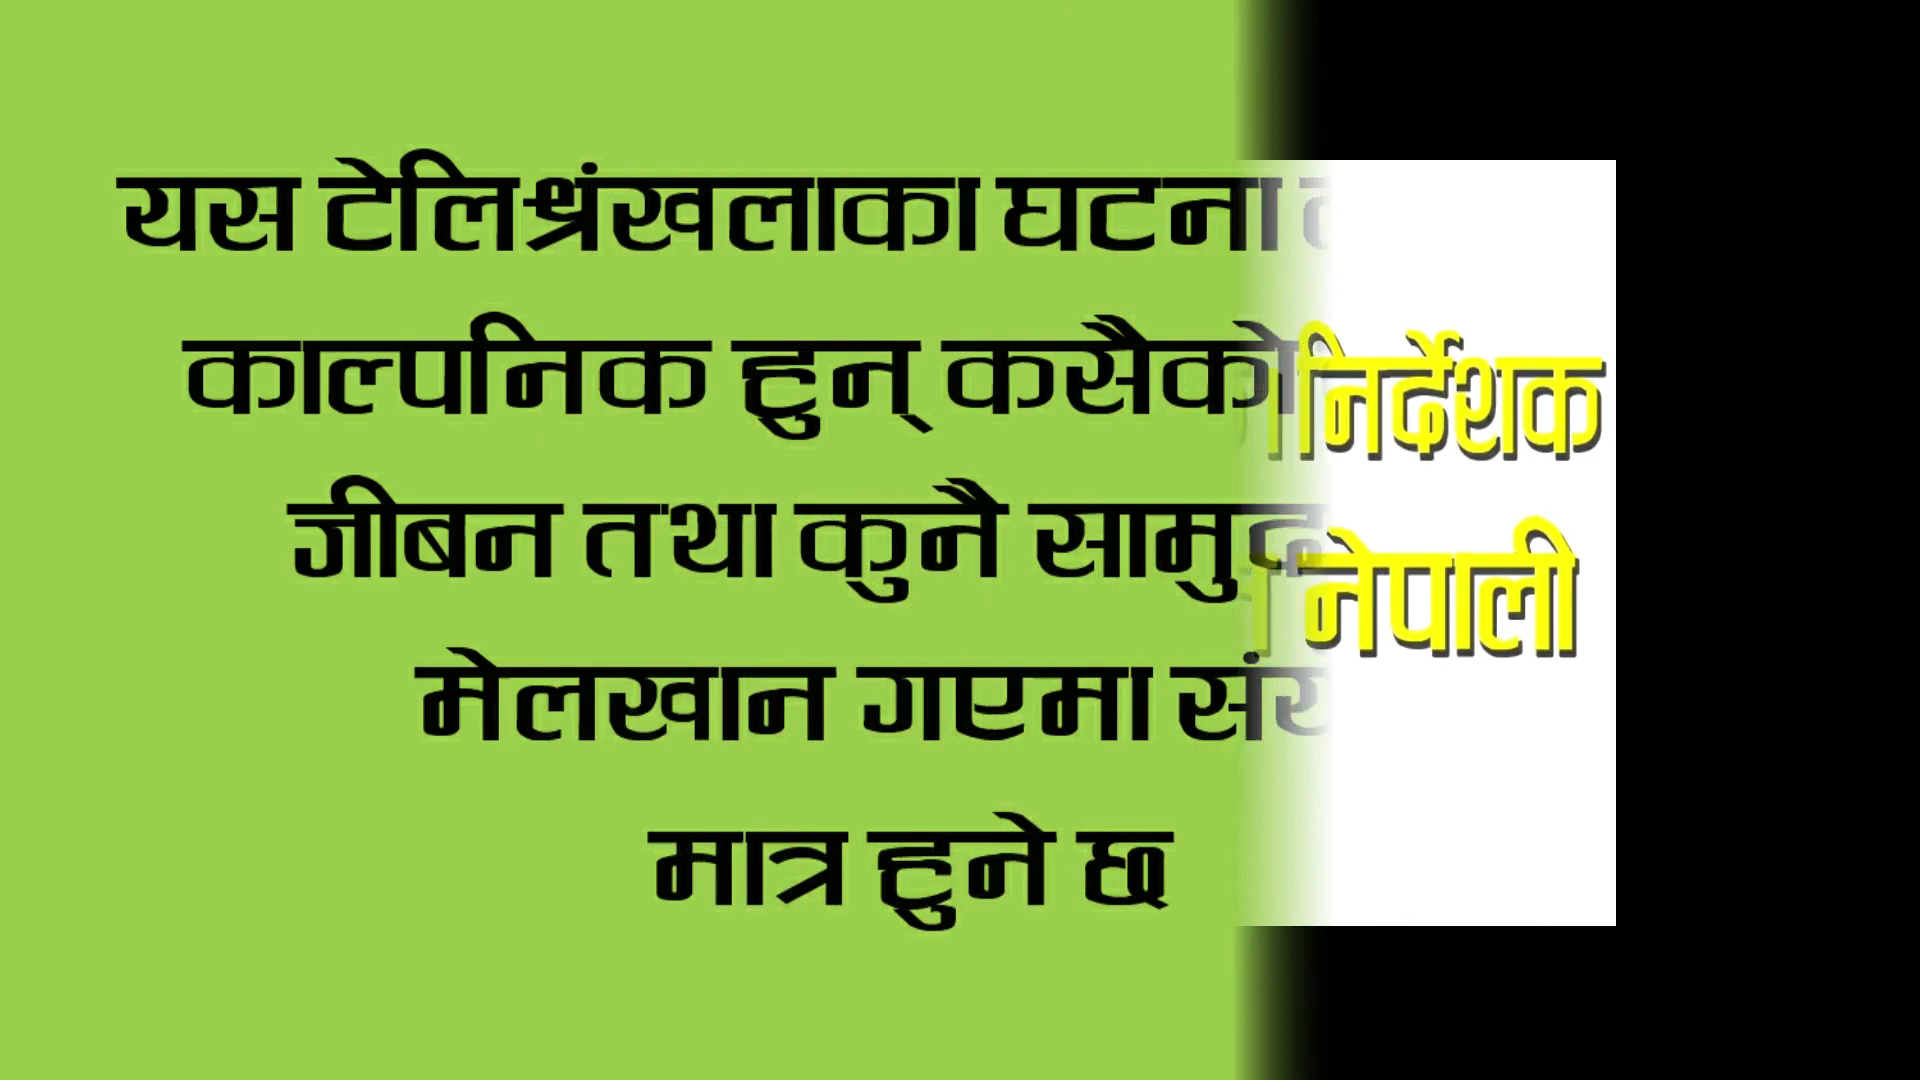 यस टेलिश्रंखलाका घटना
काल्पनिक हुन् कसैको
जीबन तथा कुनै
मेलखान गएमा
मात्र हुने छ
निर्देशक
नेपाली